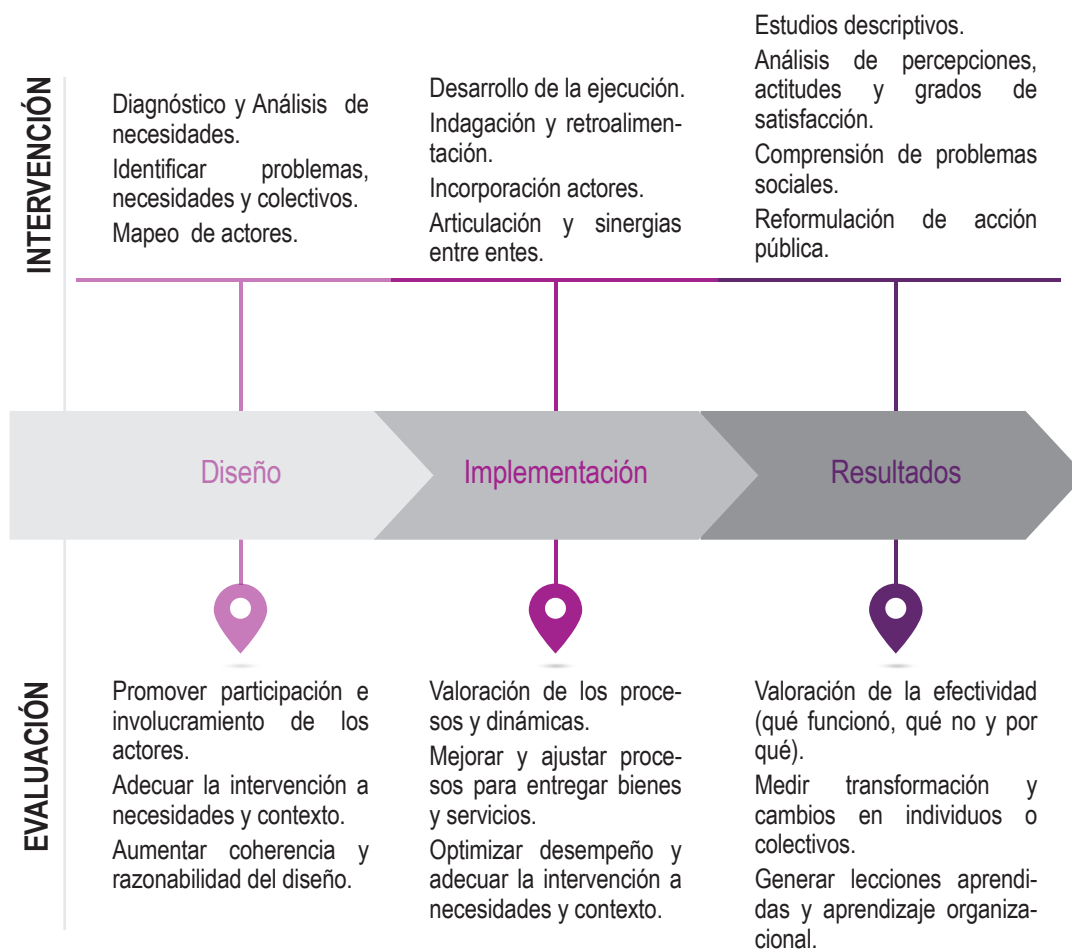 INTERVENCIÓN
Diagnóstico y Análisis de
necesidades.
Identificar problemas,
necesidades y colectivos.
Mapeo de actores.
Desarrollo de la ejecución.
Indagación y retroalimen-
tación.
Incorporación actores.
Articulación y sinergias
entre entes.
Estudios descriptivos.
Análisis de percepciones,
actitudes y grados de
satisfacción.
Comprensión de problemas
sociales.
Reformulación de acción
pública.
Diseño
Implementación
Resultados
EVALUACIÓN
Promover participación e
involucramiento de los
actores.
Adecuar la intervención a
necesidades y contexto.
Aumentar coherencia y
razonabilidad del diseño.
Valoración de los proce-
sos y dinámicas.
Mejorar y ajustar proce-
sos para entregar bienes
y servicios.
Optimizar desempeño y
adecuar la intervención a
necesidades y contexto.
Valoración de la efectividad
(qué funcionó, qué no y por
qué).
Medir transformación y
cambios en individuos o
colectivos.
Generar lecciones aprendi-
das y aprendizaje organiza-
cional.